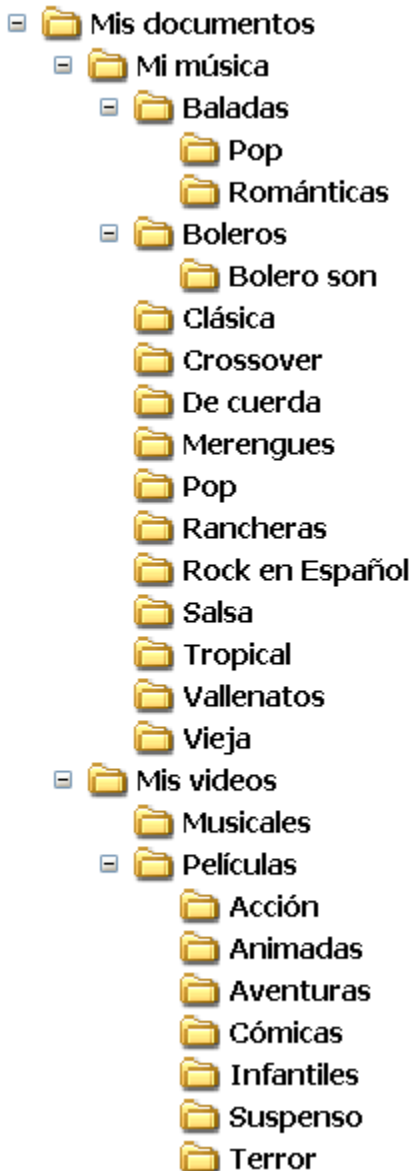 Mis documentos
Mi música
Baladas
Pop
Románticas
Boleros
Bolero son
Clásica
Crossover
De cuerda
Merengues
Pop
Rancheras
Rock en Español
Salsa
Tropical
Vallenatos
Vieja
Mis videos
Musicales
Películas
Acción
Animadas
Aventuras
Cómicas
Infantiles
Suspenso
Terror